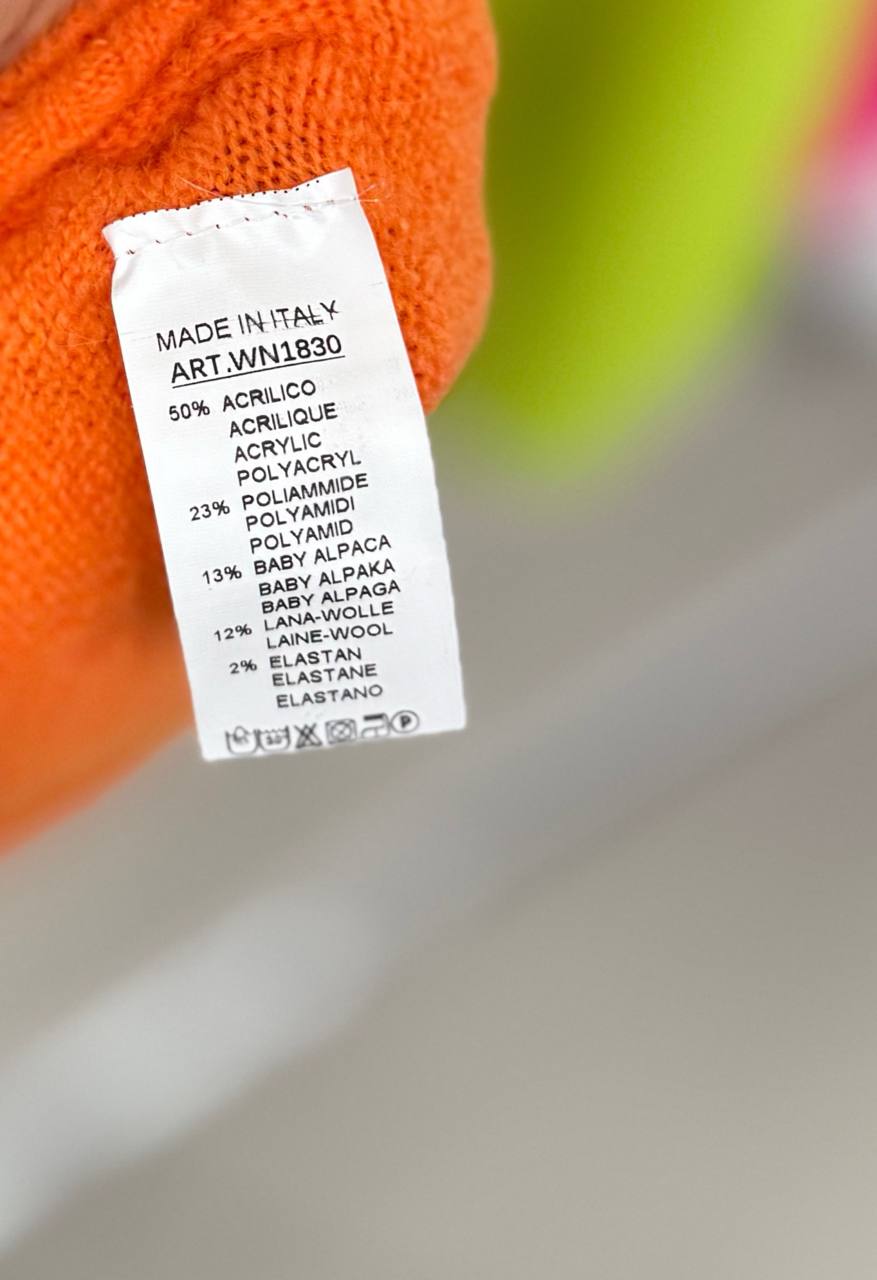 MADE IN ITALY
ART.WN1830
50% ACRILICO
ACRILIQUE
ACRYLIC
POLYACRYL
23% POLIAMMIDE
POLYAMIDI
POLYAMID
13% BABY ALPACA
BABY ALPAKA
BABY ALPAGA
12% LANA-WOLLE
LAINE-WOOL
2% ELASTAN
ELASTANE
ELASTANO
P